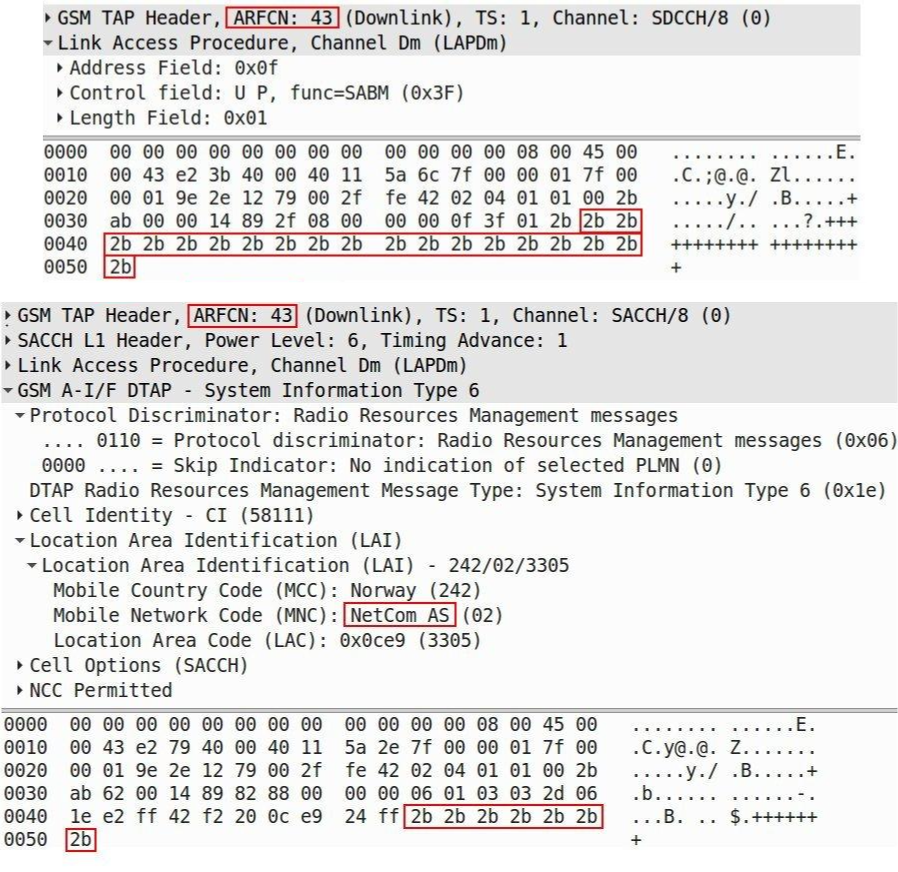 GSM TAP Header, ARFCN: 43 (Downlink), TS: 1, Channel: SDCCH/8 (0)
Link Access Procedure, Channel Dm (LAPDm)
Address Field: 0x0f
Control field: U P, func=SABM (0x3F)
Length Field: 0x01
0000 00 00 00 00 00 00 00 00 00 00 00 00 08 00 45 00 ........ ......E.
0010 00 43 e2 3b 40 00 40 11 5a 6c 7f 00 00 01 7f 00 .C.;@.@. Zl......
0020 00 01 9e 2e 12 79 00 2f fe 42 02 04 01 01 00 2b .....y./ .B.....+
0030 ab 00 00 14 89 2f 08 00 00 00 0f 3f 01 2b 2b 2b ...../.. ...?.+++
0040 2b 2b 2b 2b 2b 2b 2b 2b 2b 2b 2b 2b 2b 2b 2b 2b ++++++++ ++++++++
0050 2b +
GSM TAP Header, ARFCN: 43 (Downlink), TS: 1, Channel: SACCH/8 (0)
SACCH L1 Header, Power Level: 6, Timing Advance: 1
Link Access Procedure, Channel Dm (LAPDm)
GSM A-I/F DTAP - System Information Type 6
Protocol Discriminator: Radio Resources Management messages
.... 0110 = Protocol discriminator: Radio Resources Management messages (0x06)
0000 .... = Skip Indicator: No indication of selected PLMN (0)
DTAP Radio Resources Management Message Type: System Information Type 6 (0x1e)
Cell Identity - CI (58111)
Location Area Identification (LAI)
Location Area Identification (LAI) - 242/02/3305
Mobile Country Code (MCC): Norway (242)
Mobile Network Code (MNC): NetCom AS (02)
Location Area Code (LAC): 0x0ce9 (3305)
Cell Options (SACCH)
NCC Permitted
0000 00 00 00 00 00 00 00 00 00 00 00 00 08 00 45 00 ........ ......E.
0010 00 43 e2 79 40 00 40 11 5a 2e 7f 00 00 01 7f 00 .C.y@.@. Z.......
0020 00 01 9e 2e 12 79 00 2f fe 42 02 04 01 01 00 2b .....y./ .B.....+
0030 ab 62 00 14 89 82 88 00 00 00 06 01 03 03 2d 06 .b...... ......-.
0040 1e e2 ff 42 f2 20 0c e9 24 ff 2b 2b 2b 2b 2b 2b ...B. .. $.++++++
0050 2b +